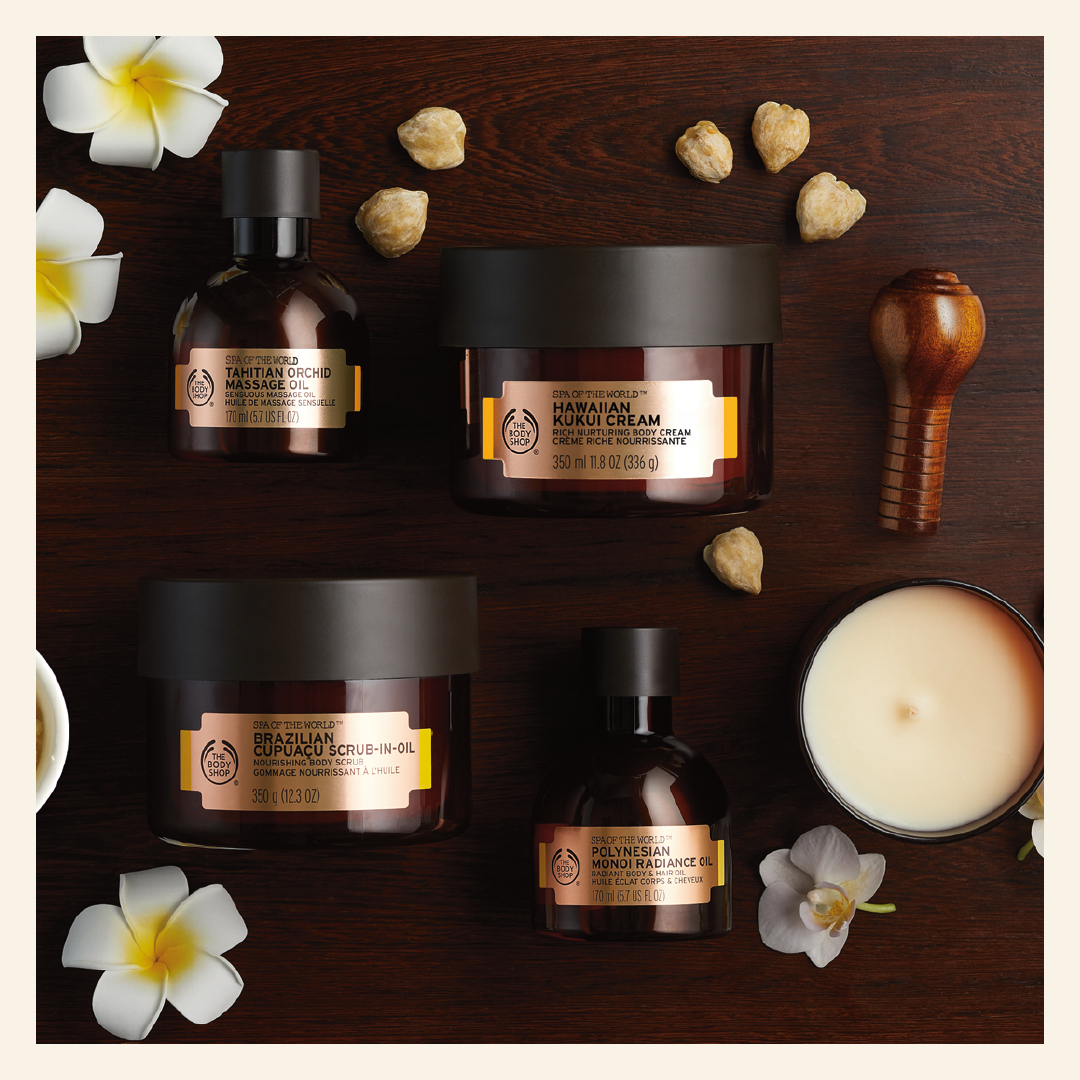 SPA OF THE WORLD
THE BODY SHOP®
TAHITIAN ORCHID
MASSAGE OIL
SENSUOUS MASSAGE OIL
HUILE DE MASSAGE SENSUELLE
170 ml (5.7 US FL OZ)
SPA OF THE WORLD™
THE BODY SHOP®
HAWAIIAN
KUKUI CREAM
RICH NURTURING BODY CREAM
CRÈME RICHE NOURRISSANTE
350 ml 11.8 OZ (336 g)
SPA OF THE WORLD™
THE BODY SHOP®
BRAZILIAN
CUPUAÇU SCRUB-IN-OIL
NOURISHING BODY SCRUB
GOMMAGE NOURRISSANT À L'HUILE
350 g (12.3 OZ)
SPA OF THE WORLD™
THE BODY SHOP®
POLYNESIAN
MONOI RADIANCE OIL
RADIANT BODY & HAIR OIL
HUILE ÉCLAT CORPS & CHEVEUX
170 ml (5.7 US FL OZ)